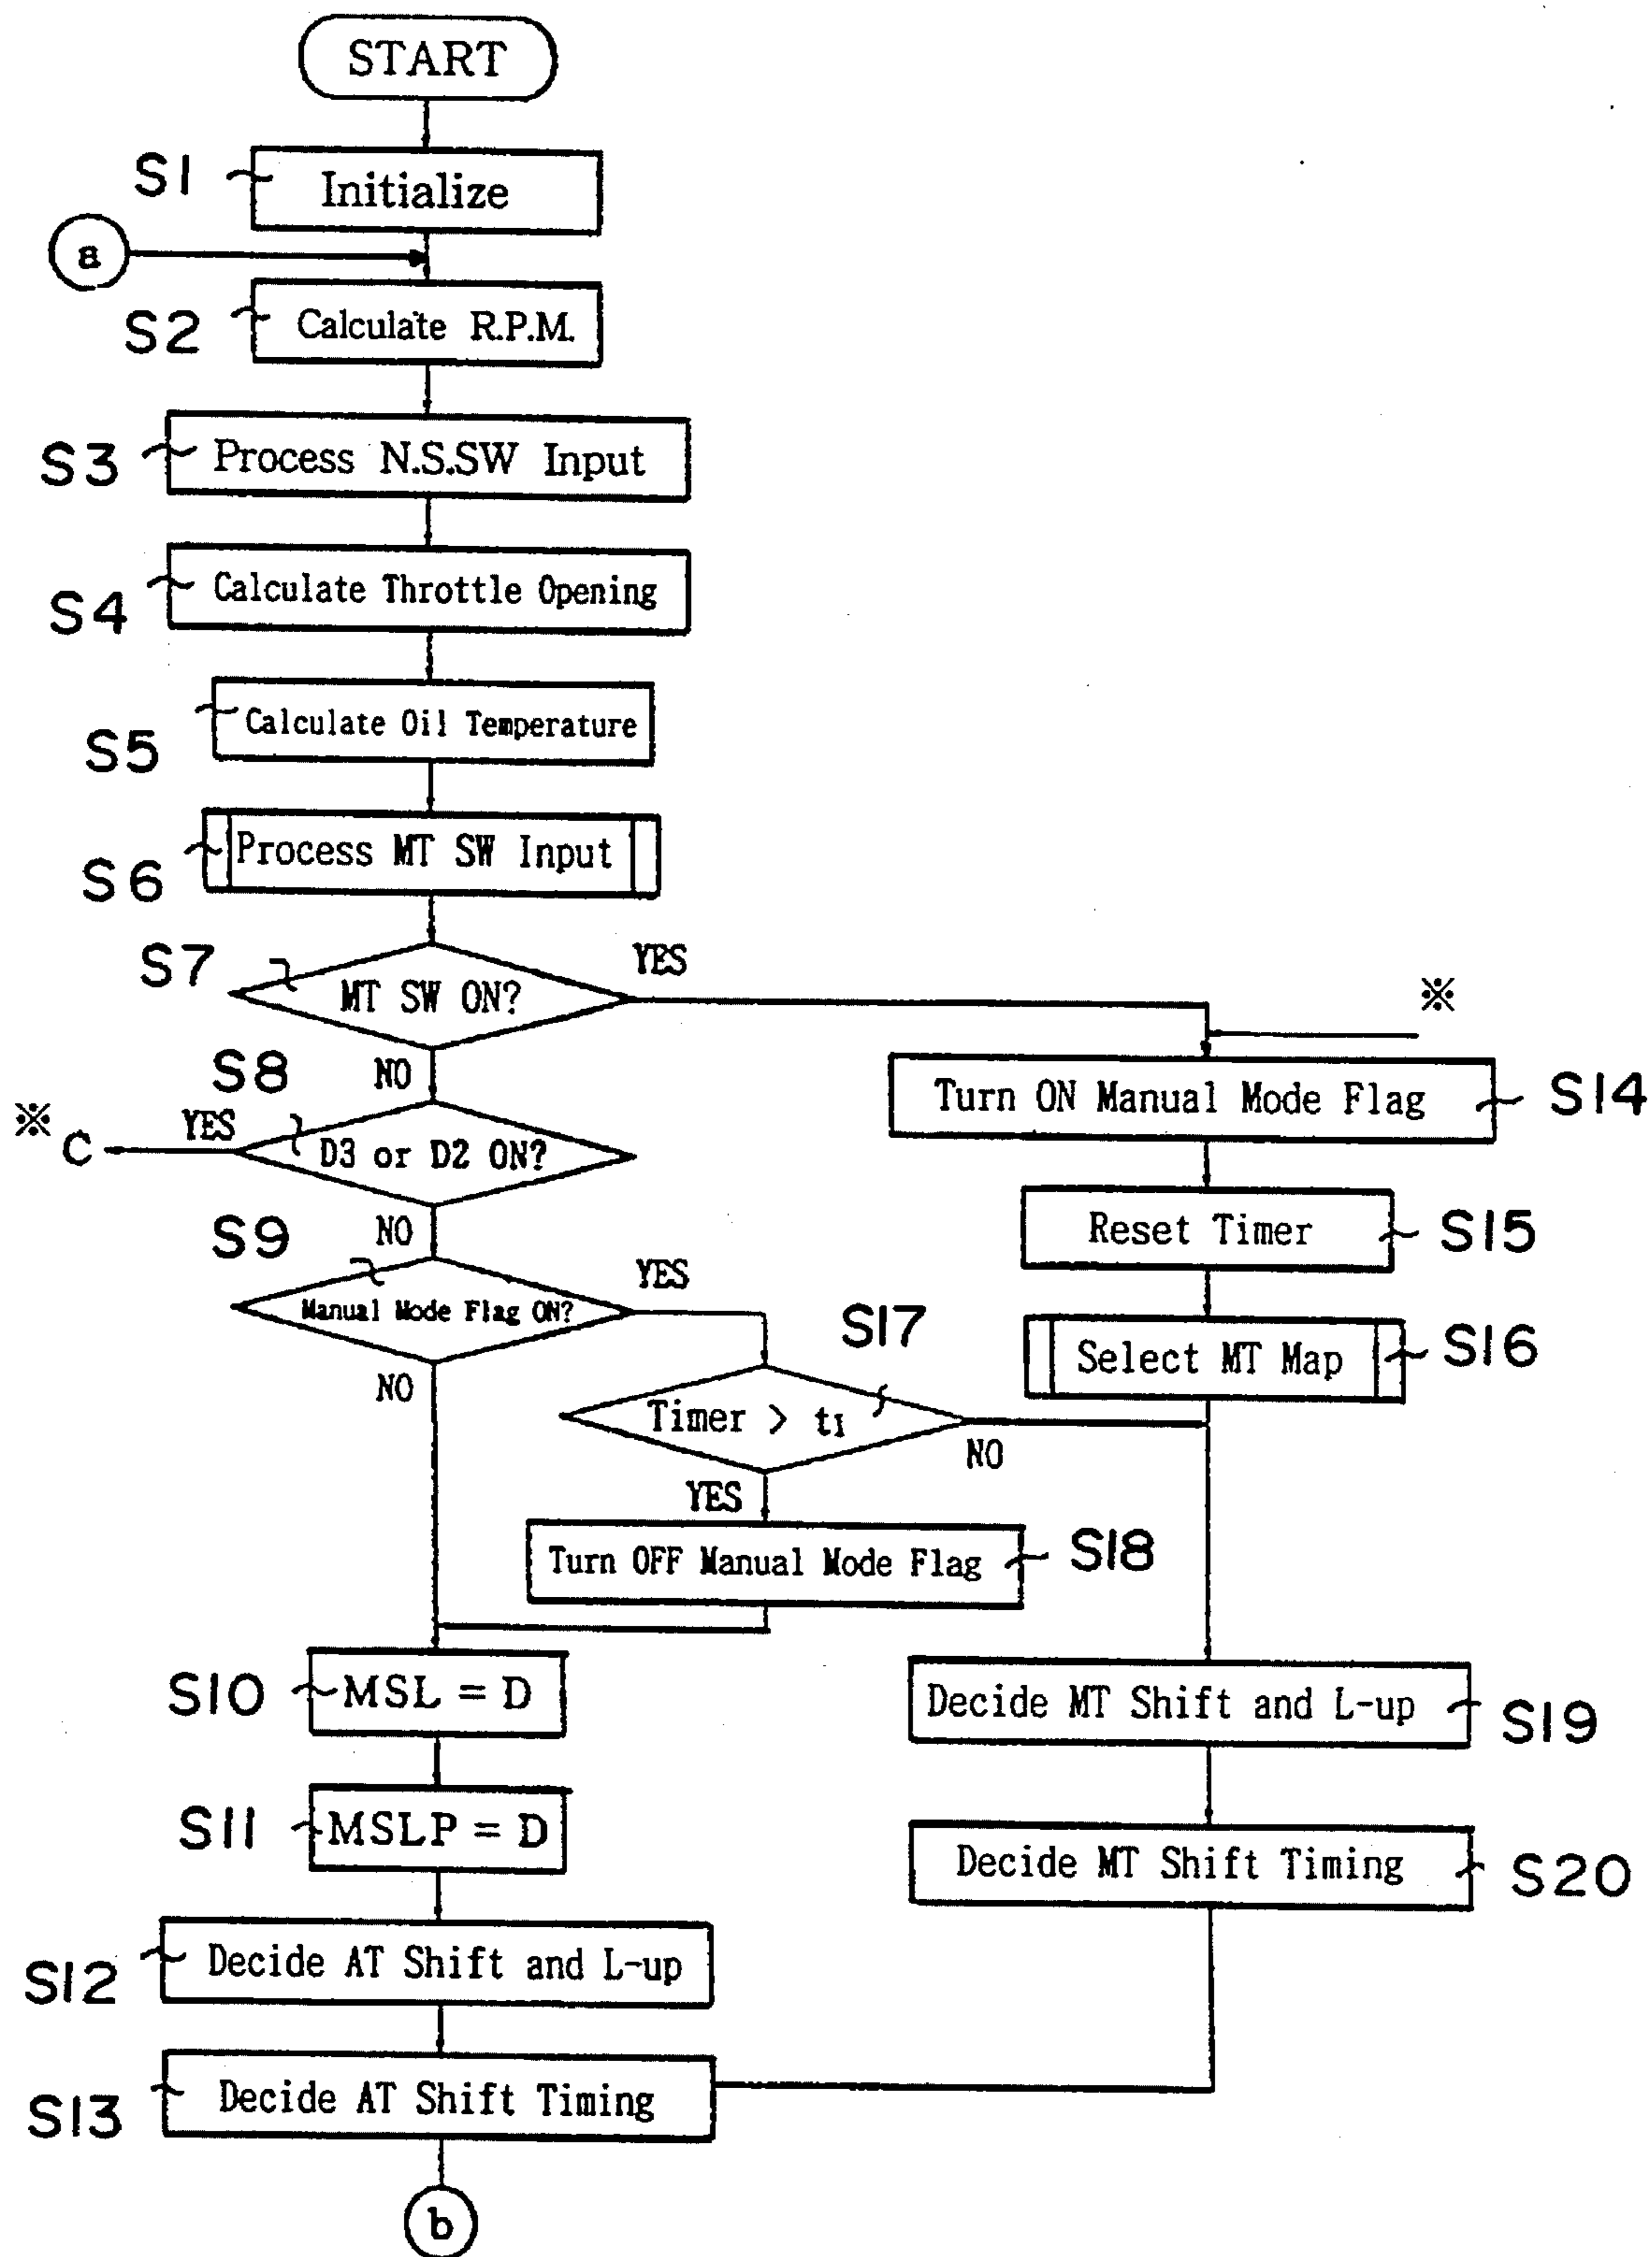 START
S1
Initialize
a
S2
Calculate R.P.M.
S3
Process N.S.SW Input
S4
Calculate Throttle Opening
S5
Calculate Oil Temperature
S6
Process MT SW Input
S7
MT SW ON?
YES
※
NO
S8
※ C
YES
D3 or D2 ON?
Turn ON Manual Mode Flag
S14
NO
S9
Manual Mode Flag ON?
YES
Reset Timer
S15
S17
Select MT Map
S16
NO
Timer > t1
NO
YES
Turn OFF Manual Mode Flag
S18
S10
MSL = D
Decide MT Shift and L-up
S19
S11
MSLP = D
Decide MT Shift Timing
S20
S12
Decide AT Shift and L-up
S13
Decide AT Shift Timing
b